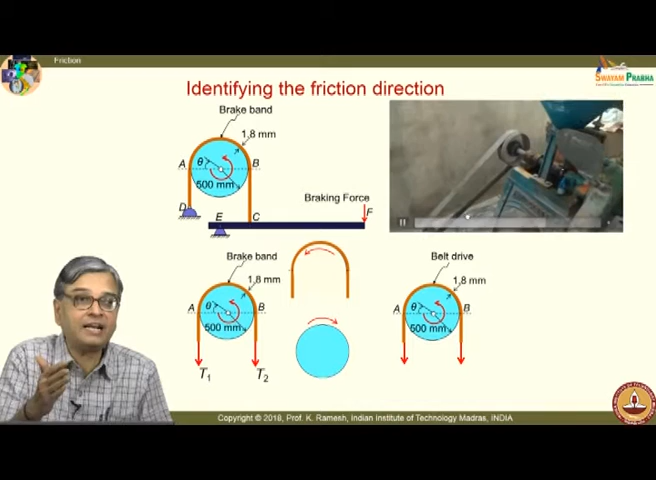 Friction
SWAYAM PRABHA
Identifying the friction direction
Brake band
1.8 mm
A
θ
B
500 mm
D
E
C
Braking Force
F
Brake band
1.8 mm
A
θ
B
500 mm
T1
T2
Belt drive
1.8 mm
A
θ
B
500 mm
Copyright © 2018, Prof. K. Ramesh, Indian Institute of Technology Madras, INDIA